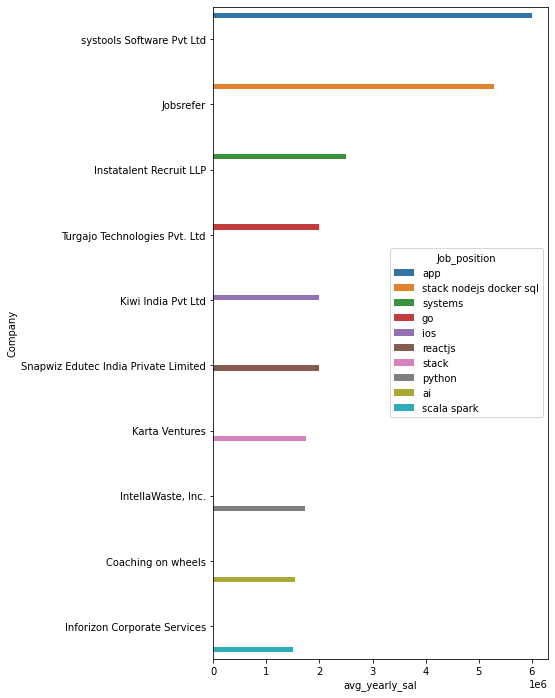 systools Software Pvt Ltd
Jobsrefer
Instatalent Recruit LLP
Turgajo Technologies Pvt. Ltd
Kiwi India Pvt Ltd
Snapwiz Edutec India Private Limited
Karta Ventures
IntellaWaste, Inc.
Coaching on wheels
Inforizon Corporate Services
Company
Job_position
app
stack nodejs docker sql
systems
go
ios
reactjs
stack
python
ai
scala spark
0 1 2 3 4 5 6
1e6
avg_yearly_sal